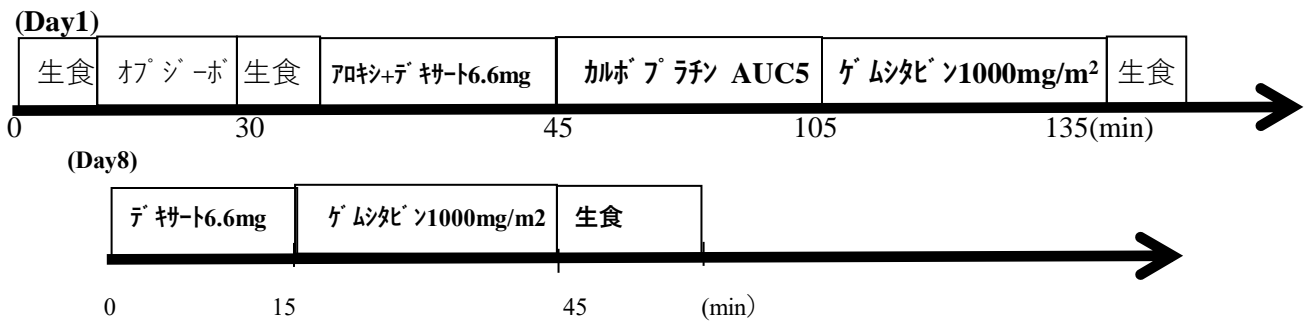 (Day1)
生食 ｵﾌﾟｼﾞｰﾎﾞ 生食 ｱﾛｷｼ+ﾃﾞｷｻｰﾄ6.6mg ｶﾙﾎﾞﾌﾟﾗﾁﾝ AUC5 ｹﾞﾑｼﾀﾋﾞﾝ1000mg/m² 生食
0 30 45 105 135(min)
(Day8)
ﾃﾞｷｻｰﾄ6.6mg ｹﾞﾑｼﾀﾋﾞﾝ1000mg/m2 生食
0 15 45 (min)